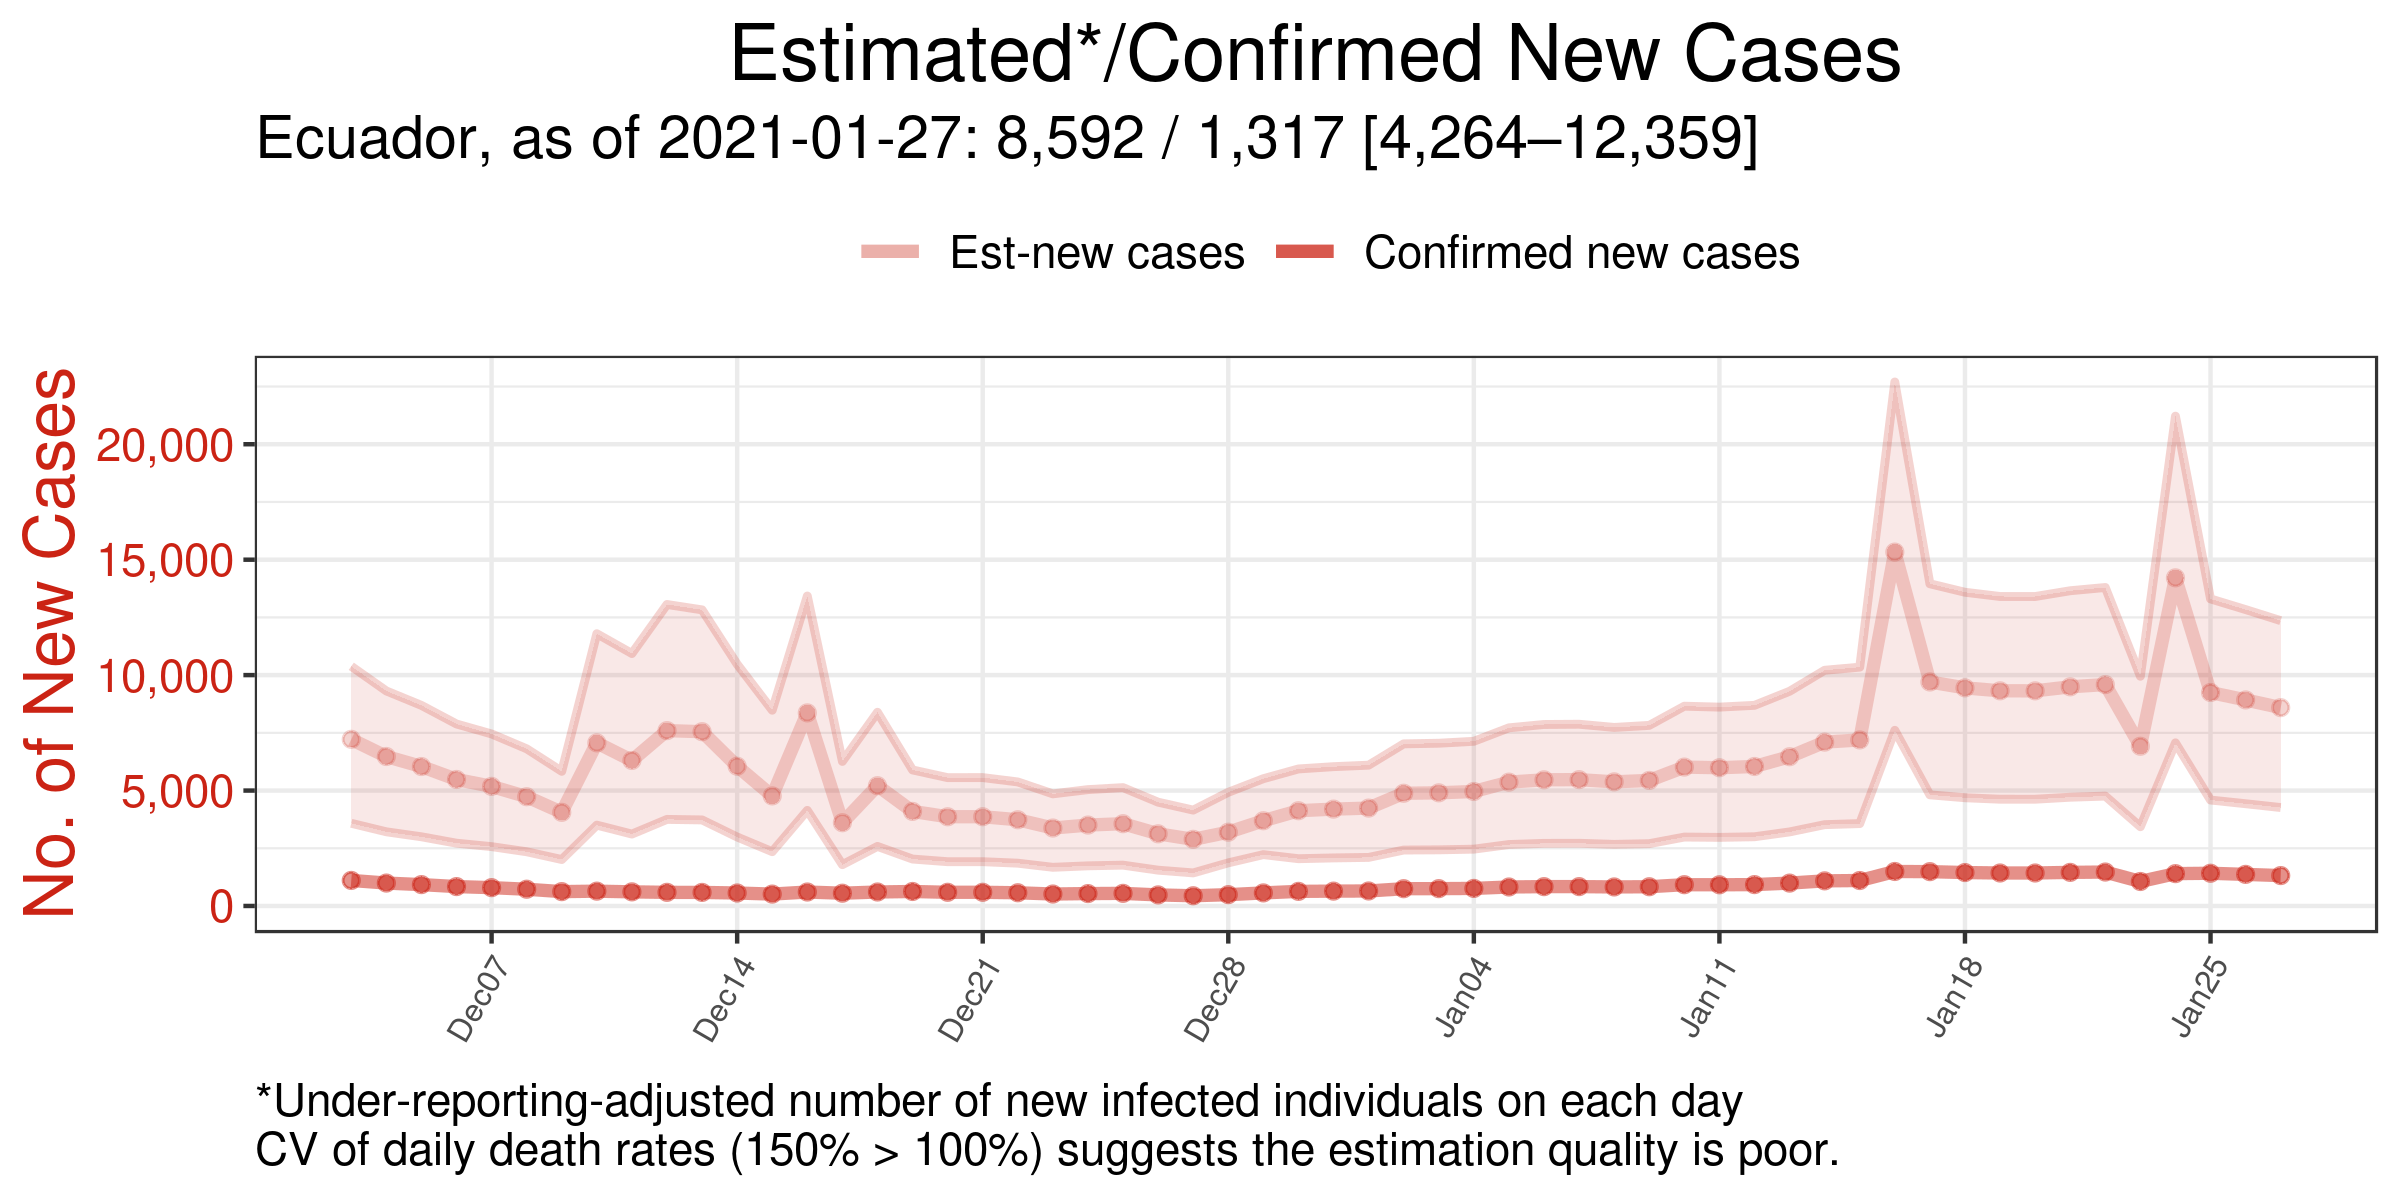 Estimated*/Confirmed New Cases
Ecuador, as of 2021-01-27: 8,592 / 1,317 [4,264–12,359]
Est-new cases Confirmed new cases
No. of New Cases
20,000
15,000
10,000
5,000
0
Dec07 Dec14 Dec21 Dec28 Jan04 Jan11 Jan18 Jan25
*Under-reporting-adjusted number of new infected individuals on each day
CV of daily death rates (150% > 100%) suggests the estimation quality is poor.